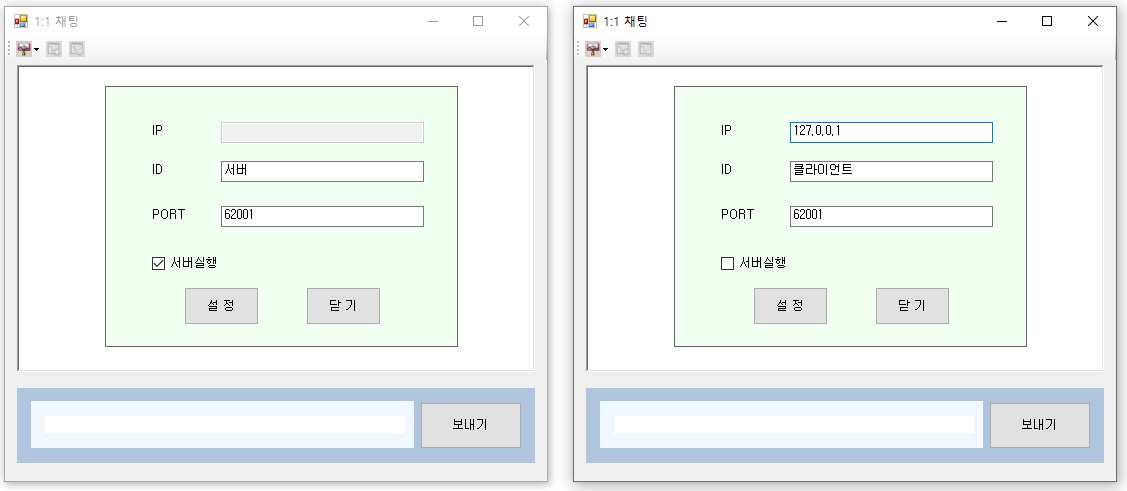 1:1 채팅
IP
ID 서버
PORT 62001
서버실행
설 정 닫 기
보내기
1:1 채팅
IP 127.0.0.1
ID 클라이언트
PORT 62001
서버실행
설 정 닫 기
보내기